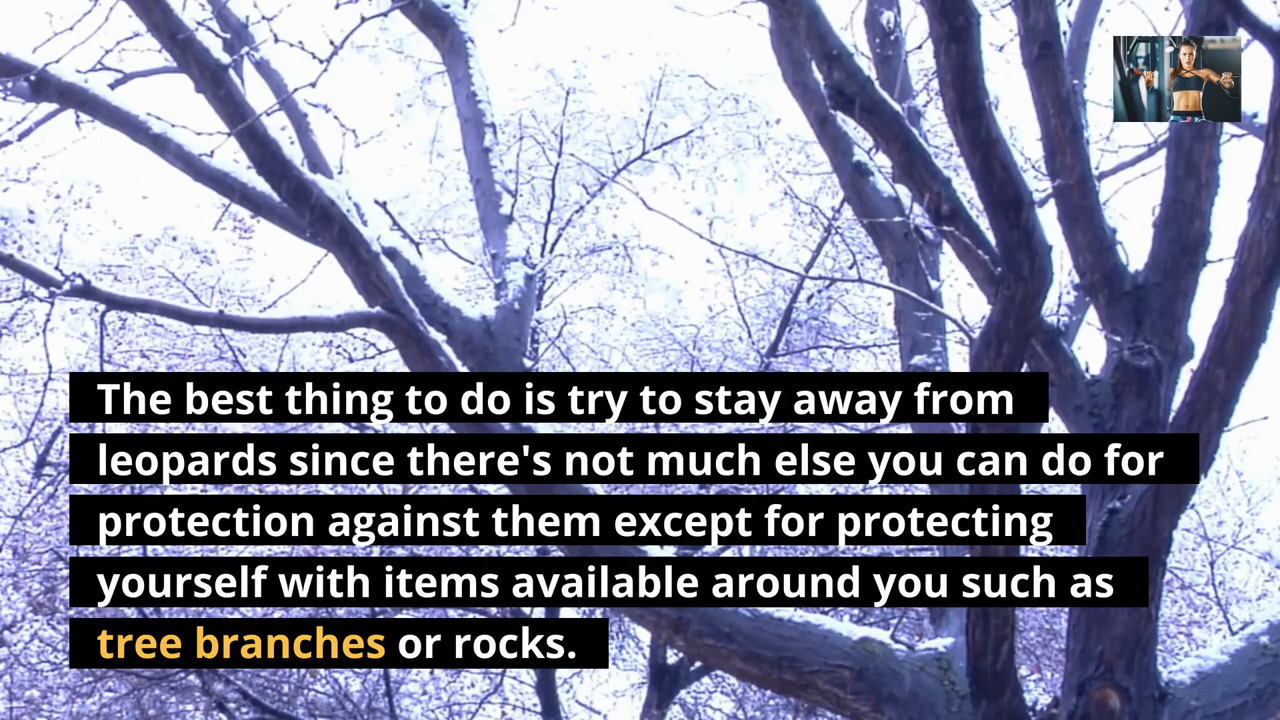 The best thing to do is try to stay away from
leopards since there's not much else you can do for
protection against them except for protecting
yourself with items available around you such as
tree branches or rocks.